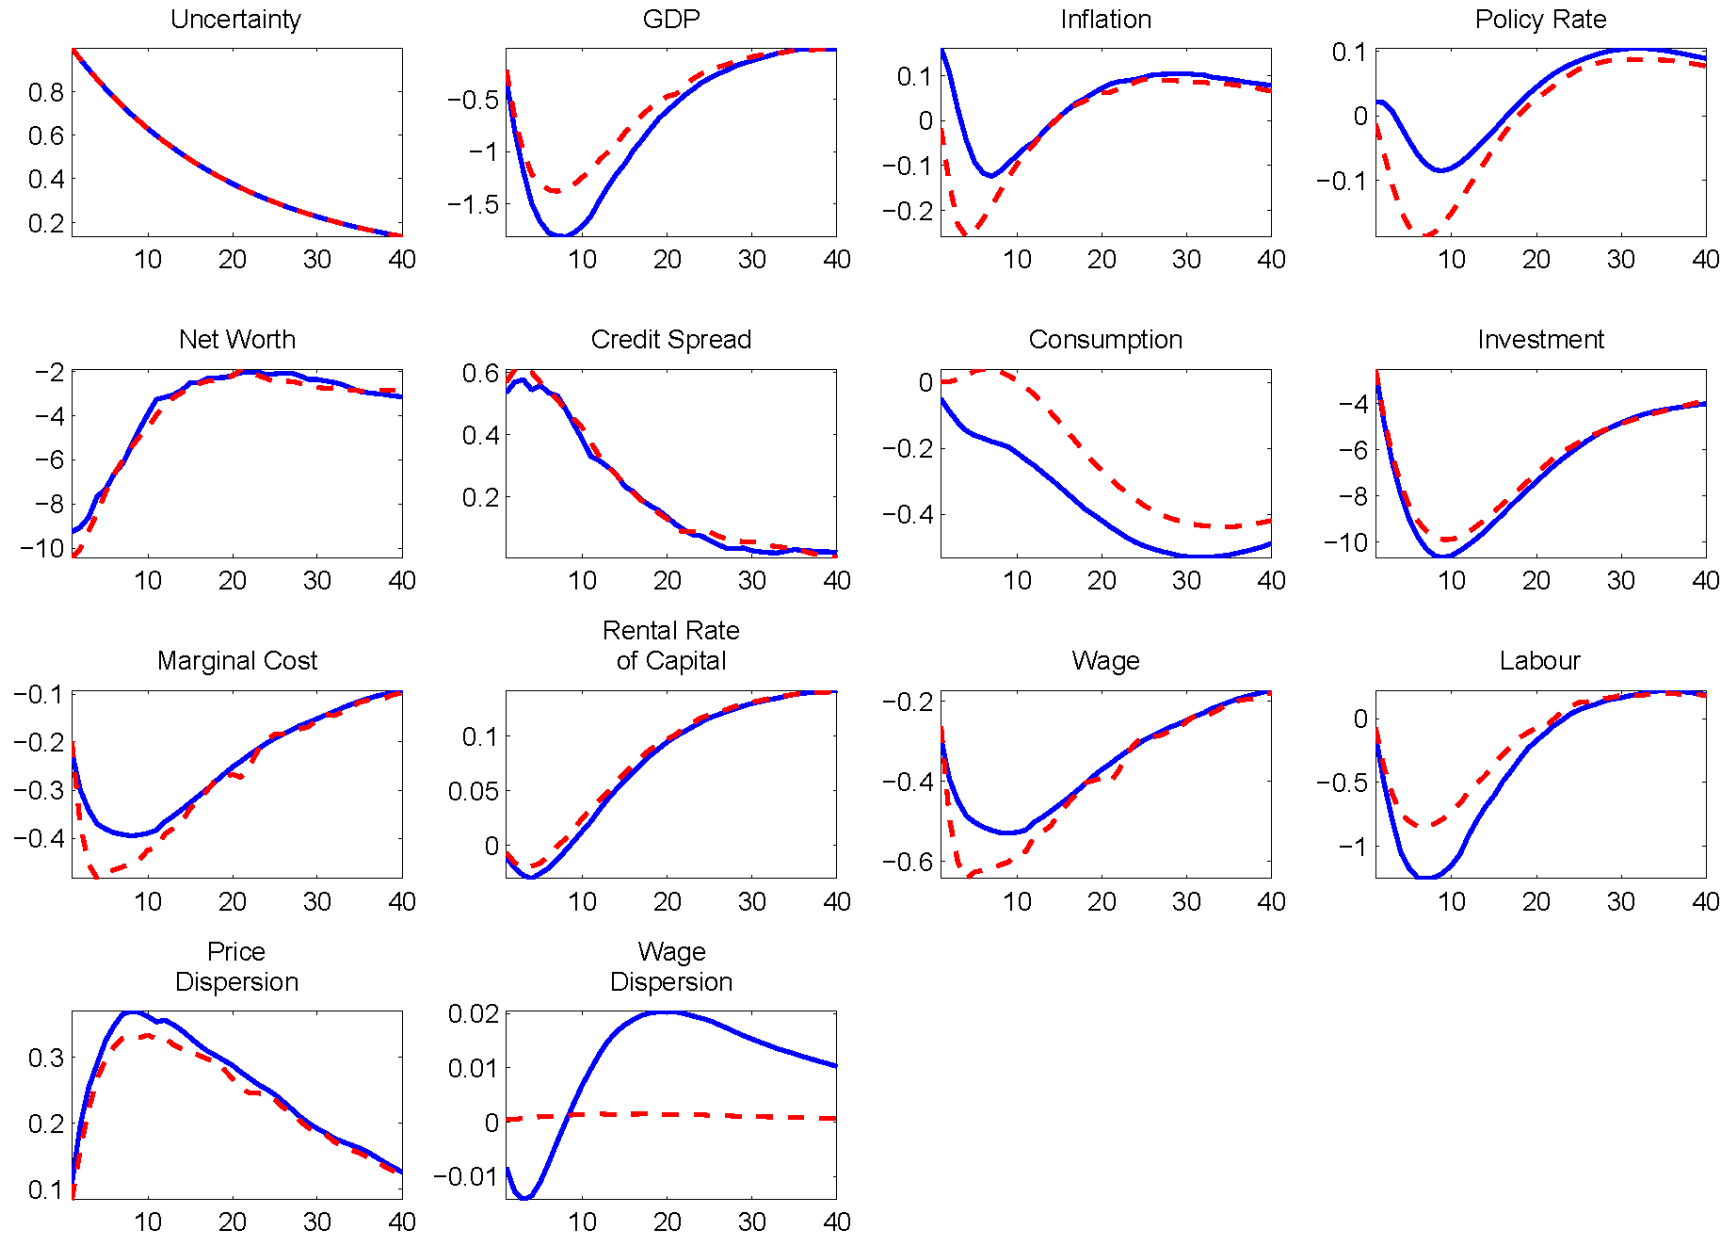 Uncertainty
GDP
Inflation
Policy Rate
0.8
0.6
0.4
0.2
10 20 30 40
−0.5
−1
−1.5
10 20 30 40
0.1
0
−0.1
−0.2
10 20 30 40
0.1
0
−0.1
10 20 30 40
Net Worth
Credit Spread
Consumption
Investment
−2
−4
−6
−8
−10
10 20 30 40
0.6
0.4
0.2
10 20 30 40
0
−0.2
−0.4
10 20 30 40
−4
−6
−8
−10
10 20 30 40
Marginal Cost
Rental Rate
of Capital
Wage
Labour
−0.1
−0.2
−0.3
−0.4
10 20 30 40
0.1
0.05
0
10 20 30 40
−0.2
−0.4
−0.6
10 20 30 40
0
−0.5
−1
10 20 30 40
Price
Dispersion
Wage
Dispersion
0.3
0.2
0.1
10 20 30 40
0.02
0.01
0
−0.01
10 20 30 40